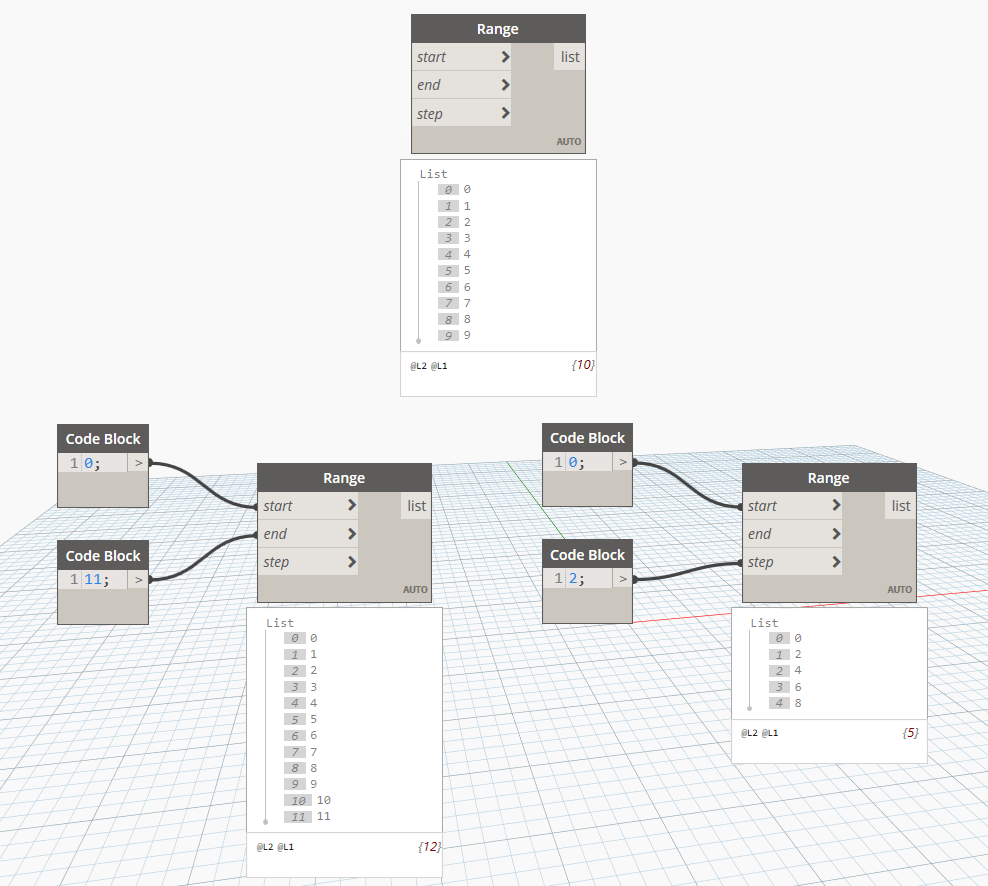 Range
start > list
end >
step >
AUTO
List
0 0
1 1
2 2
3 3
4 4
5 5
6 6
7 7
8 8
9 9
@L2 @L1 {10}
Code Block
1 0; >
Code Block
1 11; >
Range
start > list
end >
step >
AUTO
List
0 0
1 1
2 2
3 3
4 4
5 5
6 6
7 7
8 8
9 9
10 10
11 11
@L2 @L1 {12}
Code Block
1 0; >
Code Block
1 2; >
Range
start > list
end >
step >
AUTO
List
0 0
1 2
2 4
3 6
4 8
@L2 @L1 {5}